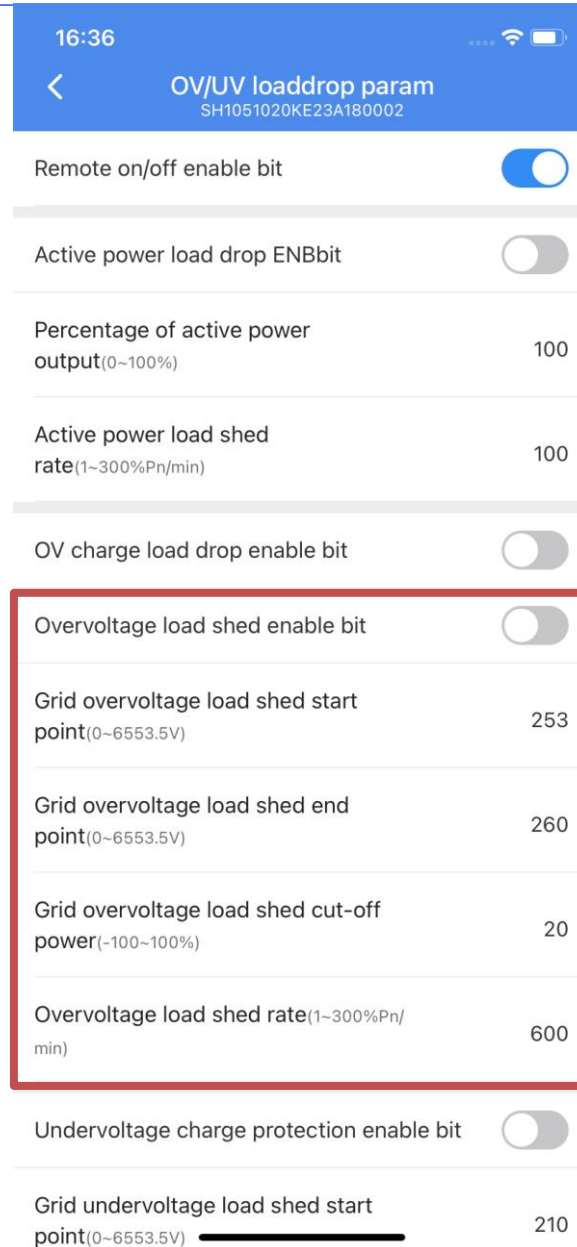 16:36
OV/UV loaddrop param
SH1051020KE23A180002
Remote on/off enable bit
Active power load drop ENBbit
Percentage of active power
output(0~100%)
100
Active power load shed
rate(1~300%Pn/min)
100
OV charge load drop enable bit
Overvoltage load shed enable bit
Grid overvoltage load shed start
point(0~6553.5V)
253
Grid overvoltage load shed end
point(0~6553.5V)
260
Grid overvoltage load shed cut-off
power(-100~100%)
20
Overvoltage load shed rate(1~300%Pn/
min)
600
Undervoltage charge protection enable bit
Grid undervoltage load shed start
point(0~6553.5V)
210